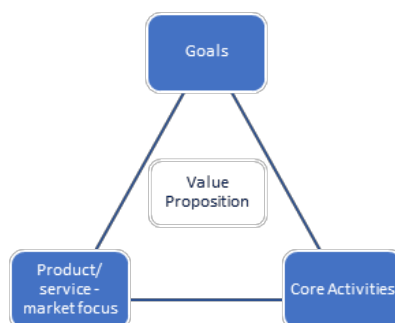 Goals
Value
Proposition
Product/
service -
market focus
Core Activities